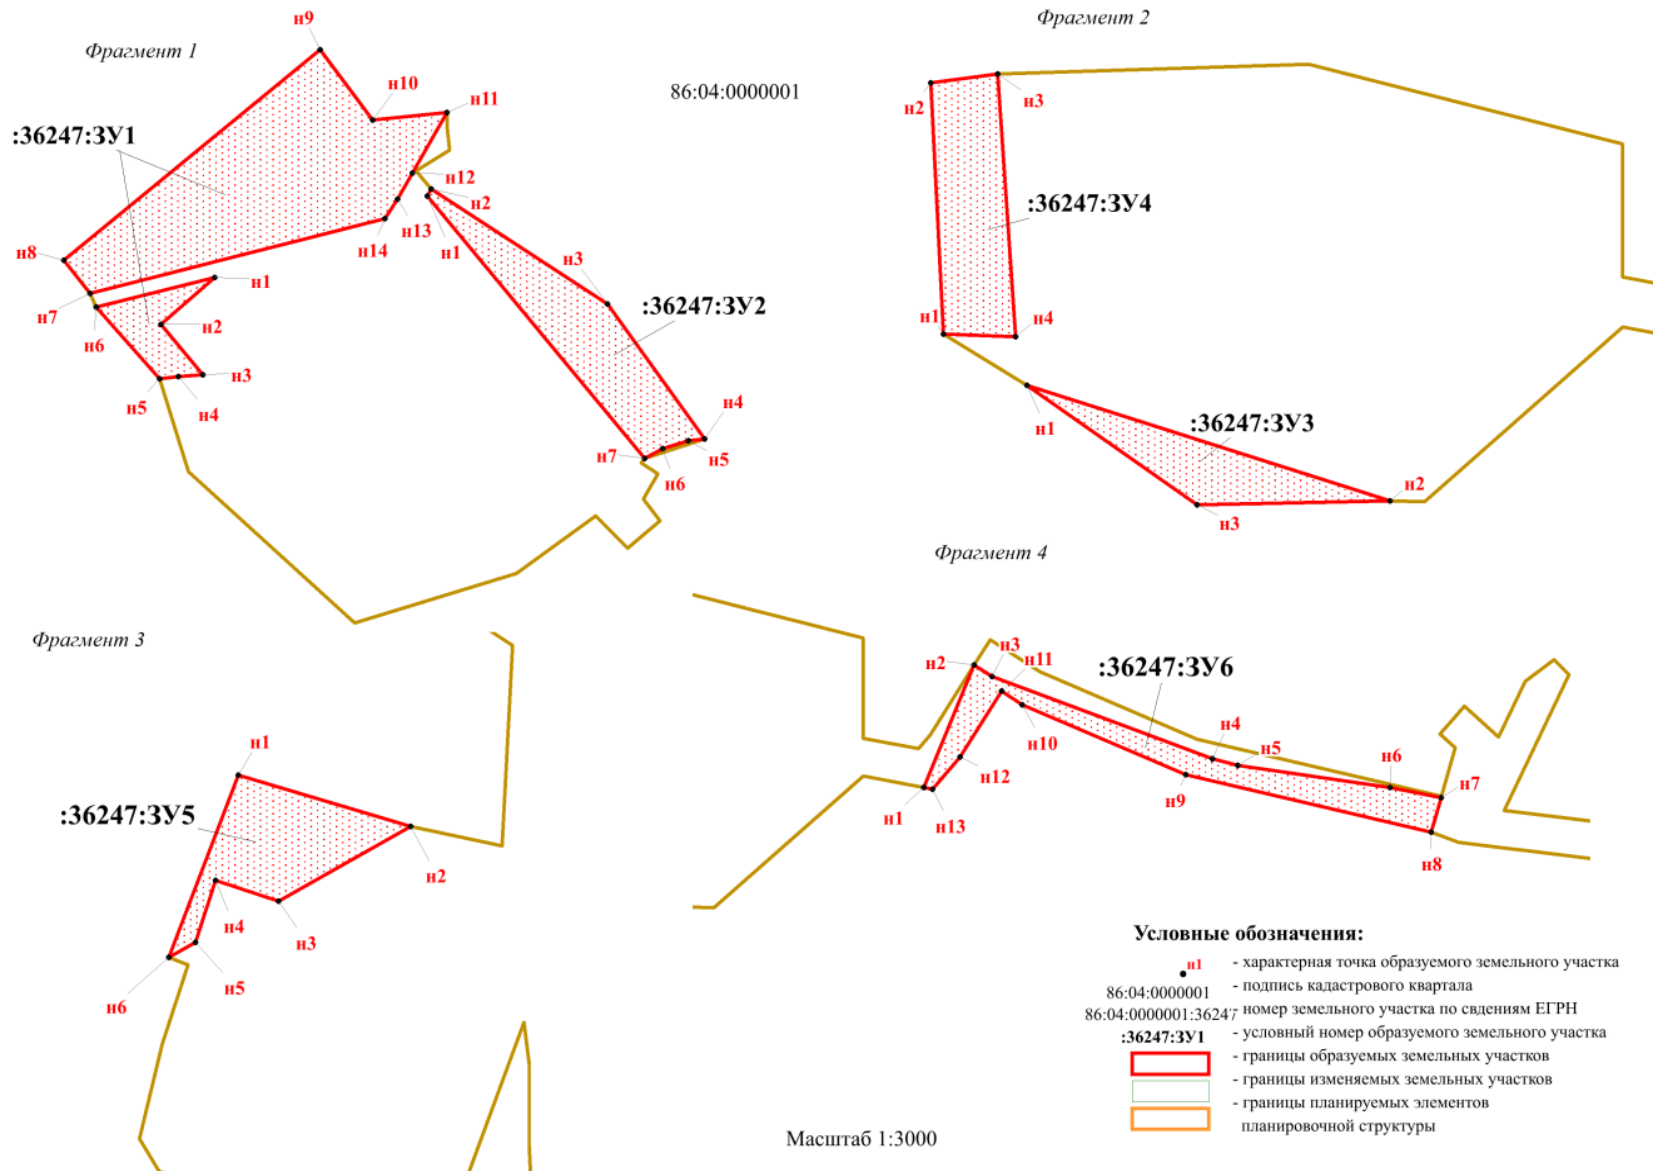 Фрагмент 1
н9
н10
н11
:36247:ЗУ1
н12
н2
н13
н14
н1
н8
н1
н3
н7
н2
:36247:ЗУ2
н6
н3
н5
н4
н4
н7
н5
н6
86:04:0000001
Фрагмент 2
н2
н3
:36247:ЗУ4
н1
н4
н1
:36247:ЗУ3
н2
н3
Фрагмент 3
н1
:36247:ЗУ5
н2
н4
н3
н5
н6
Фрагмент 4
н2
н3
н11
:36247:ЗУ6
н4
н10
н5
н6
н12
н9
н7
н1
н13
н8
Условные обозначения:
н1 - характерная точка образуемого земельного участка
86:04:0000001 - подпись кадастрового квартала
86:04:0000001:36247 - номер земельного участка по свдениям ЕГРН
:36247:ЗУ1 - условный номер образуемого земельного участка
- границы образуемых земельных участков
- границы изменяемых земельных участков
- границы планируемых элементов
планировочной структуры
Масштаб 1:3000